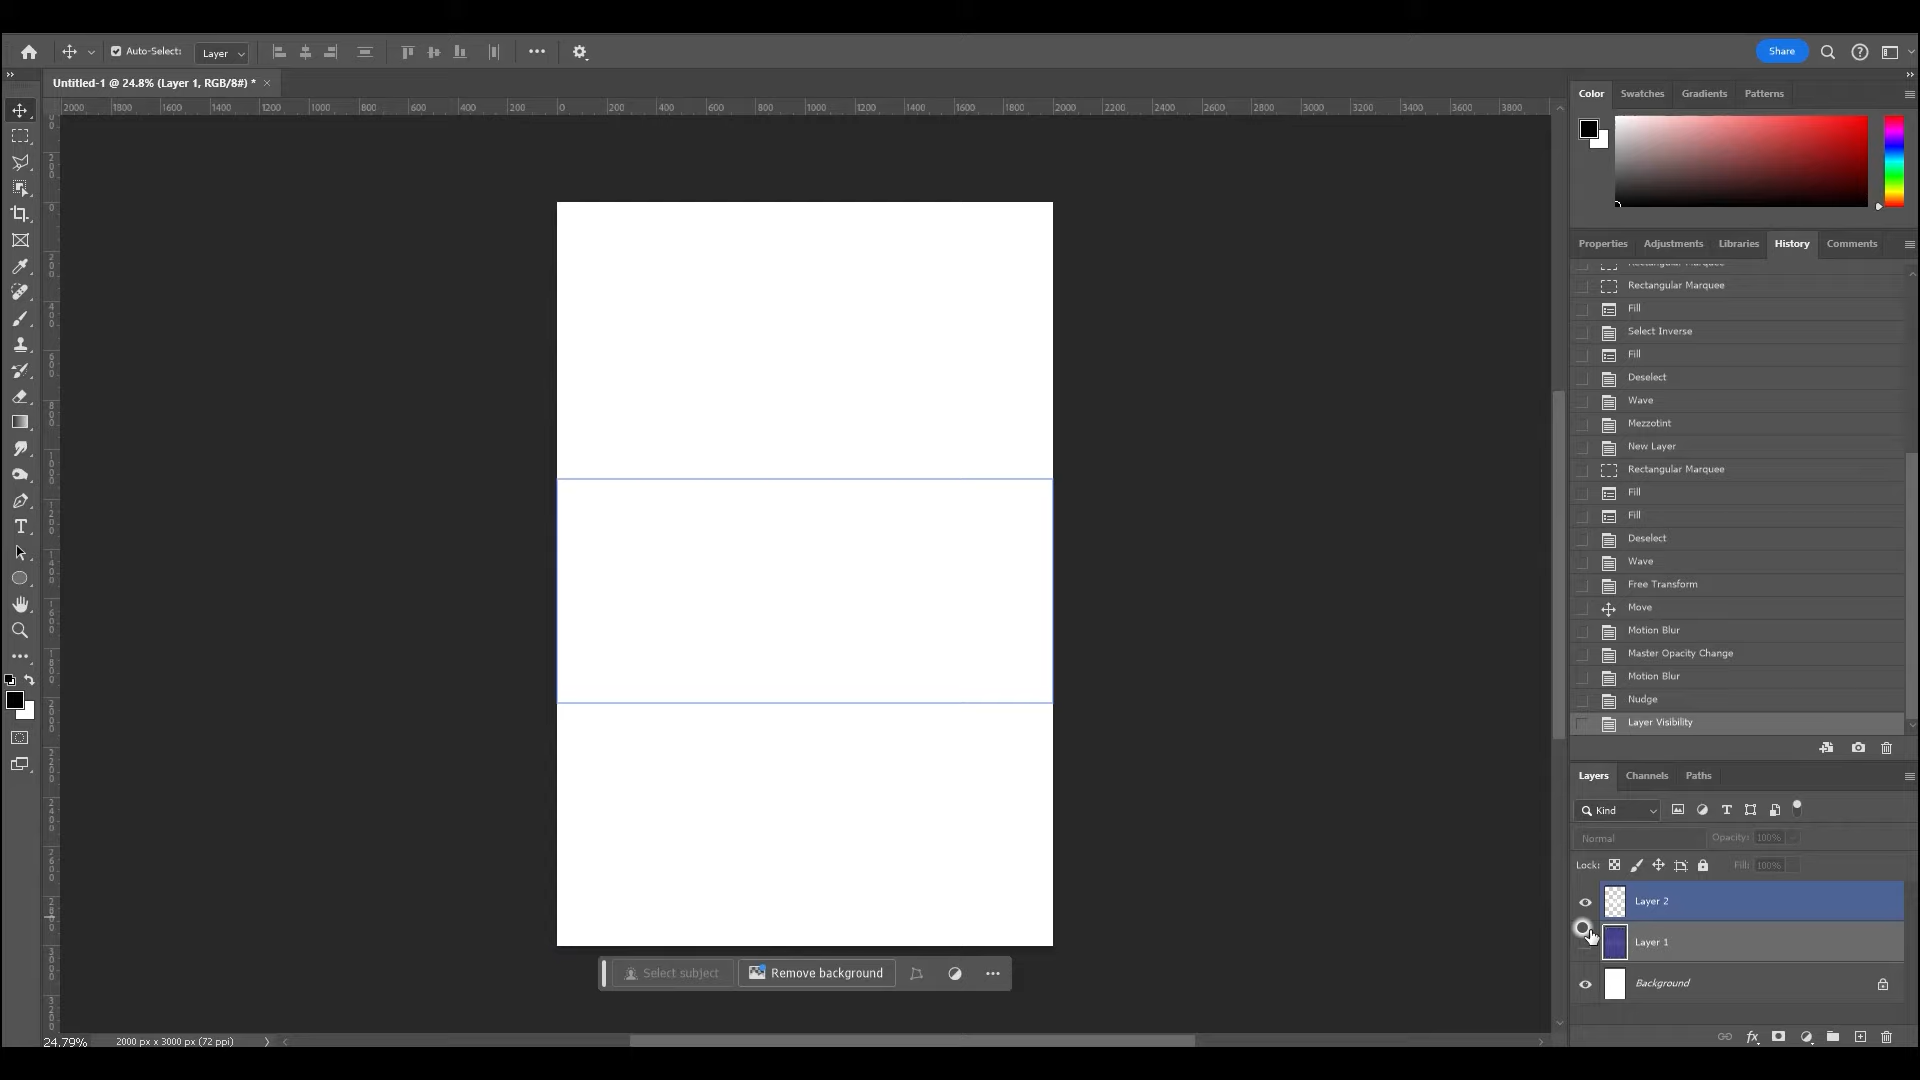 Auto-Select: Layer Share
Untitled-1 @ 24.8% (Layer 1, RGB/8#) *
2000 1800 1600 1400 1200 1000 800 600 400 200 0 200 400 600 800 1000 1200 1400 1600 1800 2000 2200 2400 2600 2800 3000 3200 3400 3600 3800
Color Swatches Gradients Patterns
Properties Adjustments Libraries History Comments
Rectangular Marquee
Rectangular Marquee
Fill
Select Inverse
Fill
Deselect
Wave
Mezzotint
New Layer
Rectangular Marquee
Fill
Fill
Deselect
Wave
Free Transform
Move
Motion Blur
Master Opacity Change
Motion Blur
Nudge
Layer Visibility
Layers Channels Paths
Kind
Normal Opacity: 100%
Lock: Fill: 100%
Layer 2
Layer 1
Background
Select subject Remove background
24.79% 2000 px x 3000 px (72 ppi)